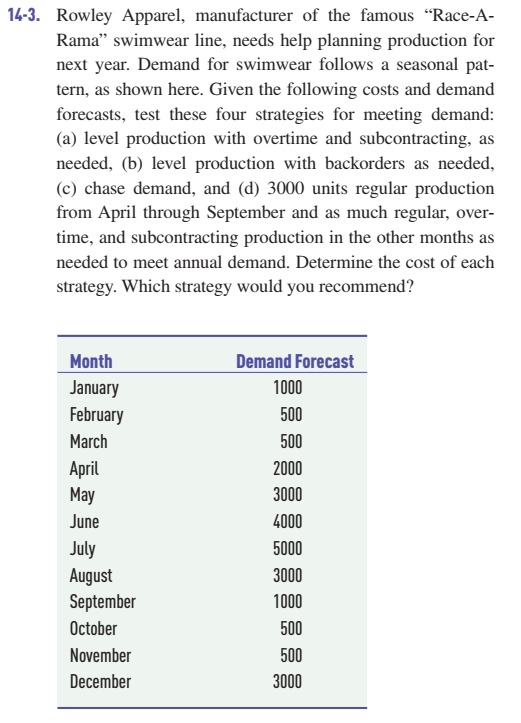 14-3. Rowley Apparel, manufacturer of the famous “Race-A-
Rama” swimwear line, needs help planning production for
next year. Demand for swimwear follows a seasonal pat-
tern, as shown here. Given the following costs and demand
forecasts, test these four strategies for meeting demand:
(a) level production with overtime and subcontracting, as
needed, (b) level production with backorders as needed,
(c) chase demand, and (d) 3000 units regular production
from April through September and as much regular, over-
time, and subcontracting production in the other months as
needed to meet annual demand. Determine the cost of each
strategy. Which strategy would you recommend?
Month Demand Forecast
January 1000
February 500
March 500
April 2000
May 3000
June 4000
July 5000
August 3000
September 1000
October 500
November 500
December 3000